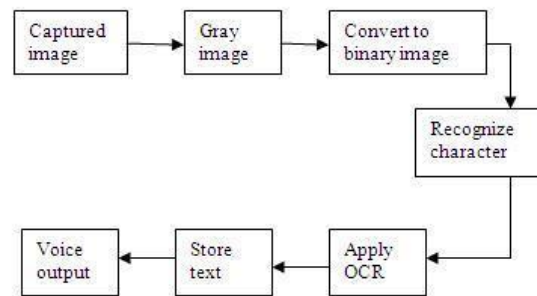 Captured
image
Gray
image
Convert to
binary image
Recognize
character
Apply
OCR
Store
text
Voice
output